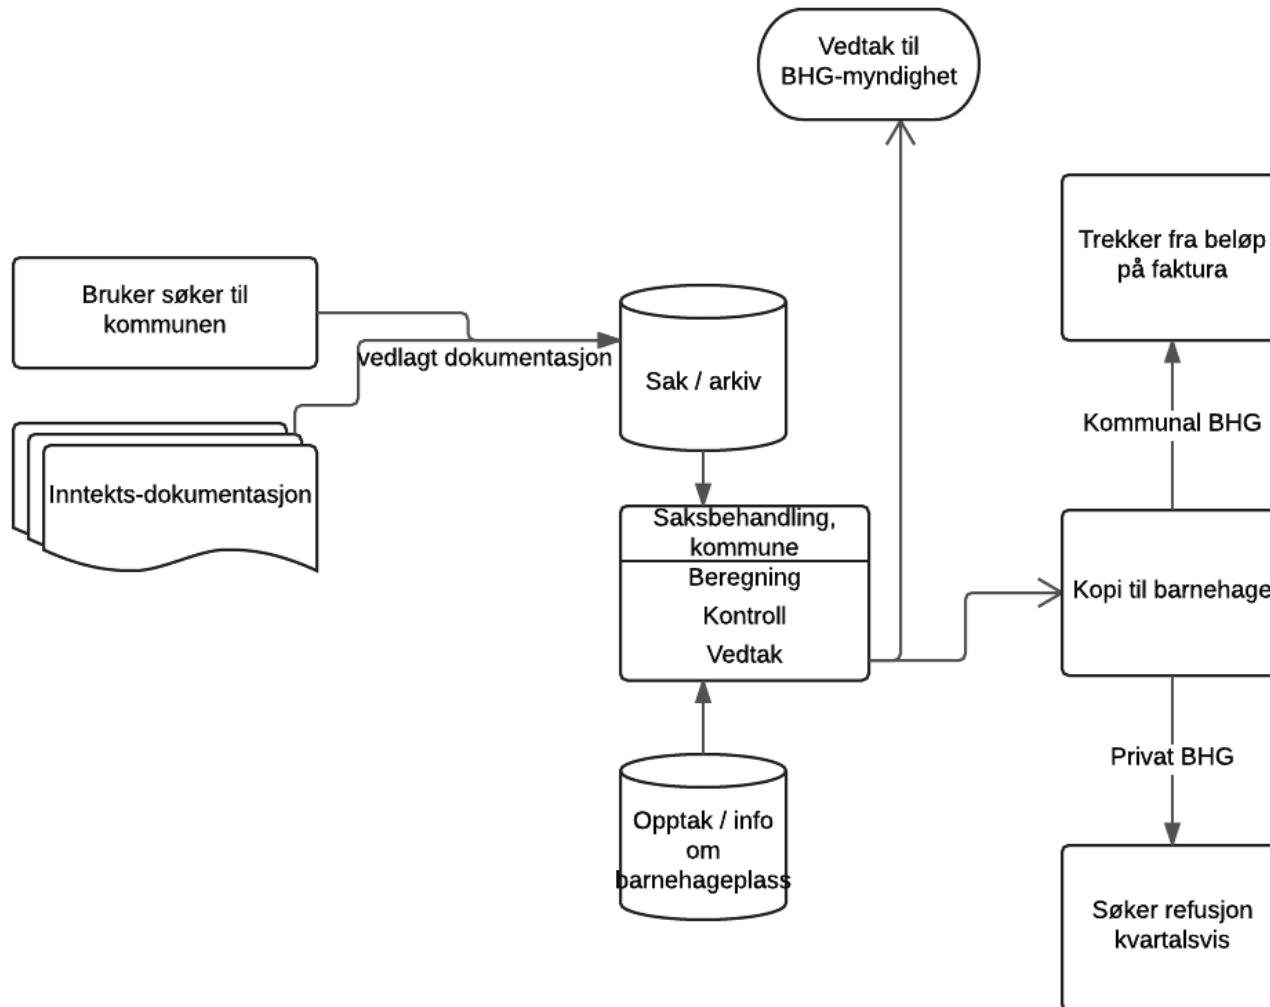 Vedtak til
BHG-myndighet
Trekker fra beløp
på faktura
Bruker søker til
kommunen
vedlagt dokumentasjon
Sak / arkiv
Kommunal BHG
Inntekts-dokumentasjon
Saksbehandling,
kommune
Beregning
Kontroll
Vedtak
Kopi til barnehage
Privat BHG
Opptak / info
om
barnehageplass
Søker refusjon
kvartalsvis